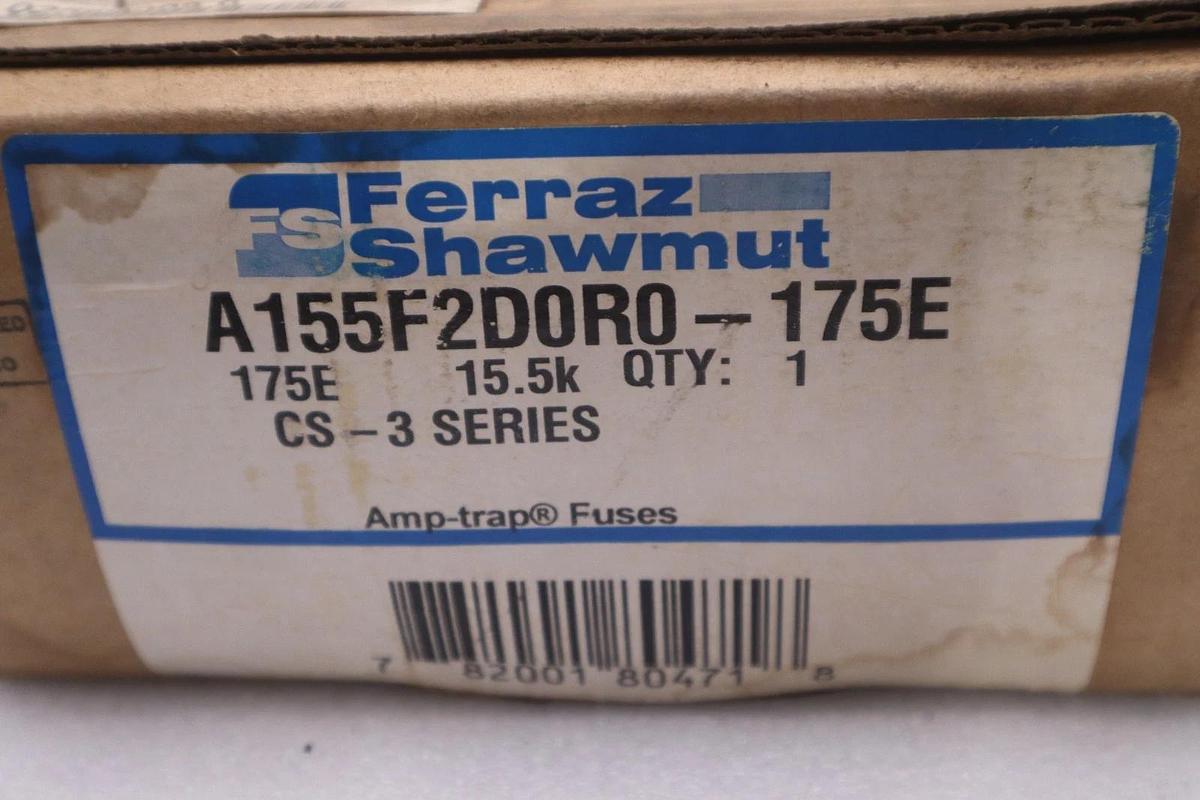 FS Ferraz
Shawmut
A155F2D0R0-175E
175E 15.5k QTY: 1
CS-3 SERIES
Amp-trap® Fuses
7 82001 80471 8